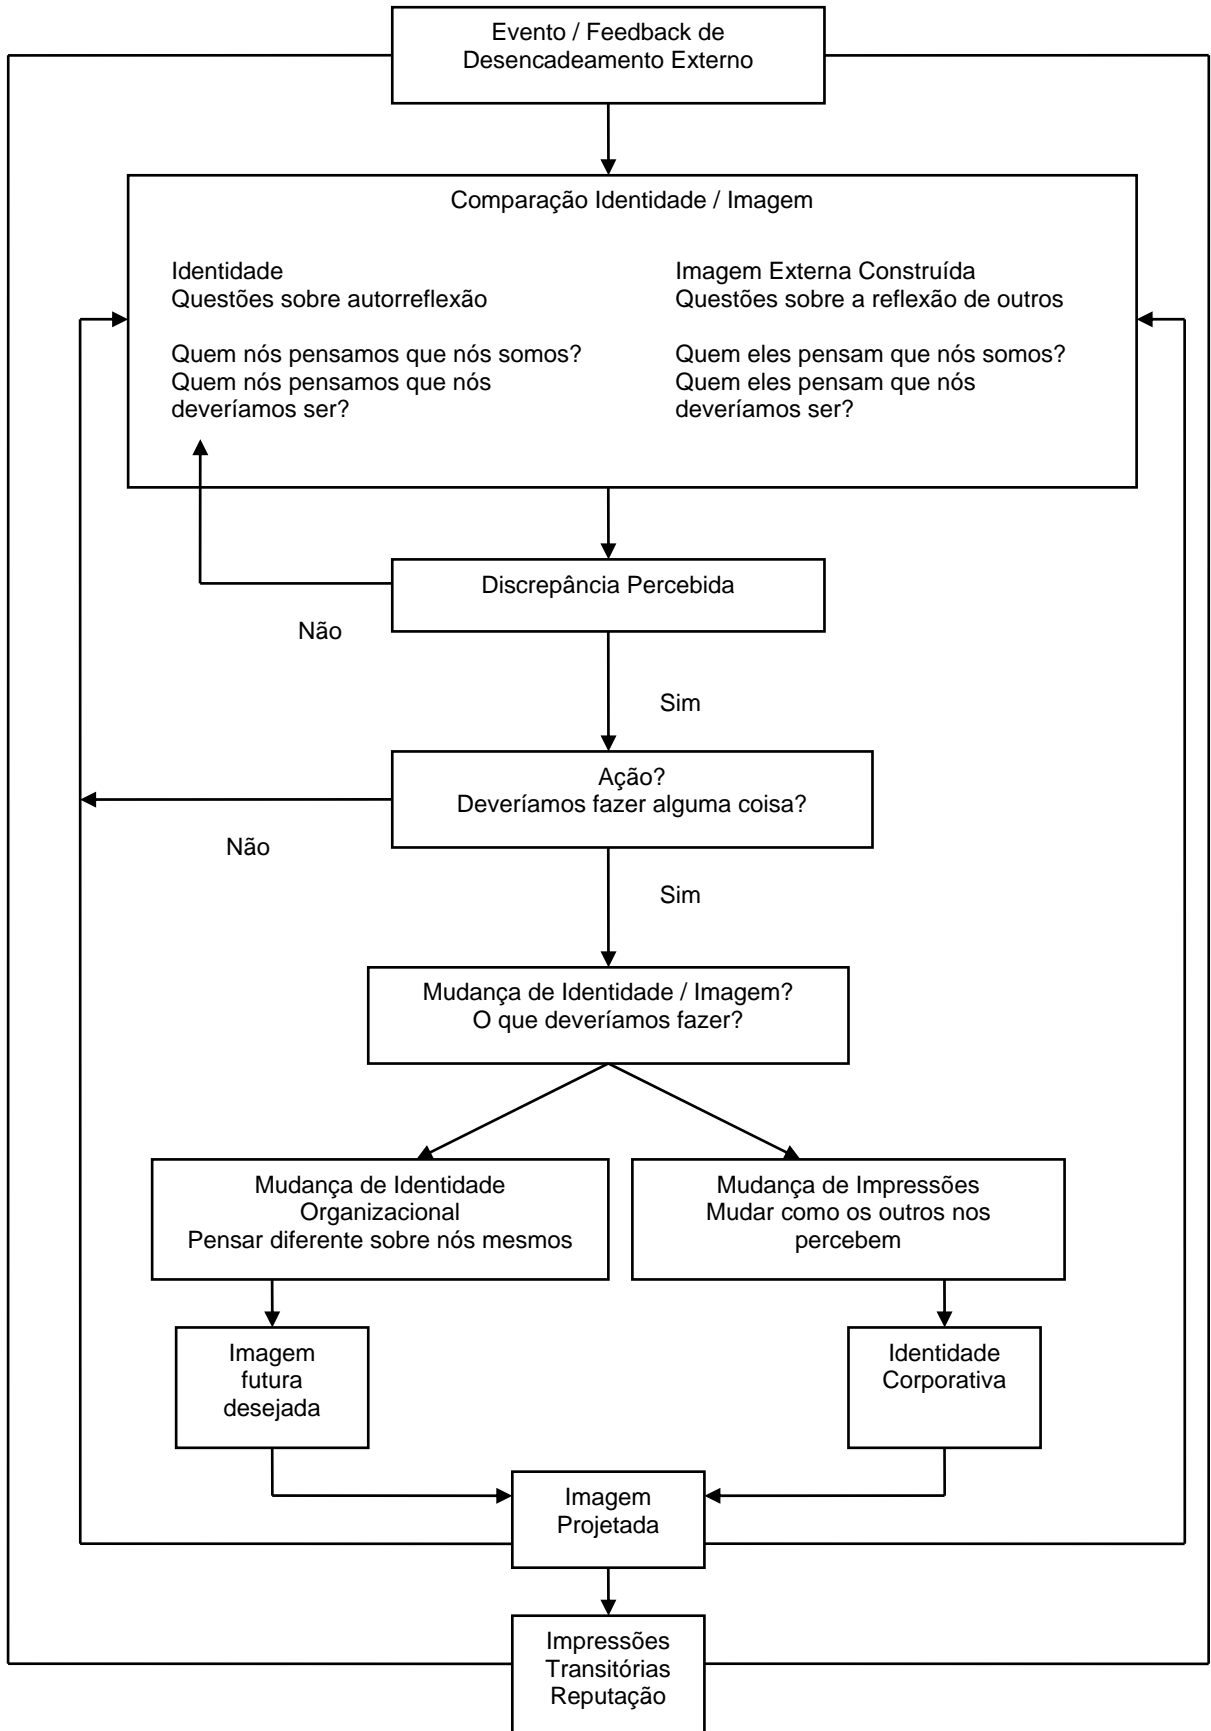 Evento / Feedback de
Desencadeamento Externo
Comparação Identidade / Imagem
Identidade
Questões sobre autorreflexão
Quem nós pensamos que nós somos?
Quem nós pensamos que nós
deveríamos ser?
Imagem Externa Construída
Questões sobre a reflexão de outros
Quem eles pensam que nós somos?
Quem eles pensam que nós
deveríamos ser?
Discrepância Percebida
Não
Sim
Ação?
Deveríamos fazer alguma coisa?
Não
Sim
Mudança de Identidade / Imagem?
O que deveríamos fazer?
Mudança de Identidade
Organizacional
Pensar diferente sobre nós mesmos
Mudança de Impressões
Mudar como os outros nos
percebem
Imagem
futura
desejada
Identidade
Corporativa
Imagem
Projetada
Impressões
Transitórias
Reputação